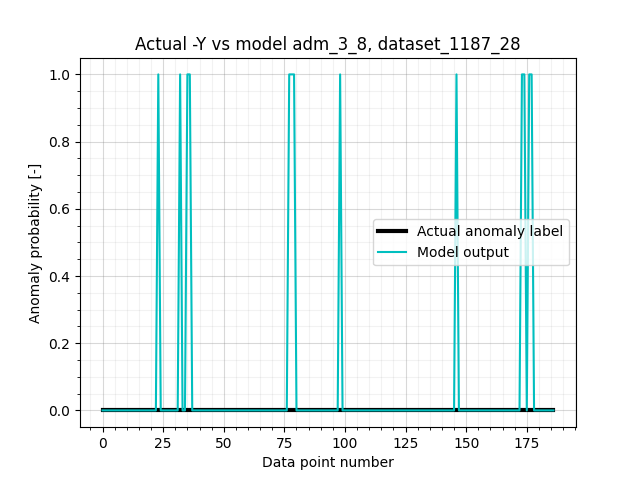 Actual -Y vs model adm_3_8, dataset_1187_28
1.0
0.8
0.6
0.4
0.2
0.0
Anomaly probability [-]
Actual anomaly label
Model output
0 25 50 75 100 125 150 175
Data point number